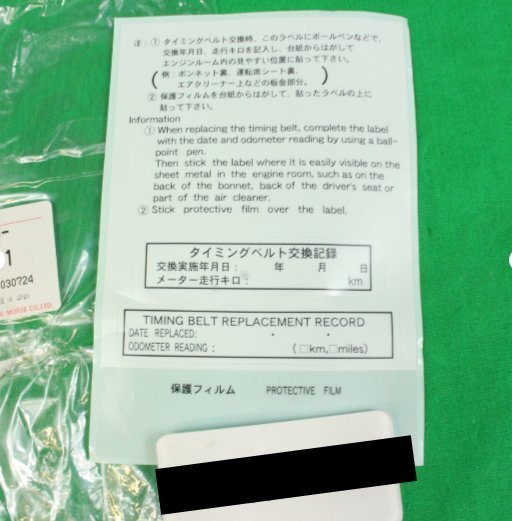 注：① タイミングベルト交換時、このラベルにボールペンなどで、
交換年月日、走行キロを記入し、台紙からはがして
エンジンルーム内の見やすい位置に貼って下さい。
(例：ボンネット裏、運転席シート裏、
エアクリーナー上などの板金部分。)
② 保護フィルムを台紙からはがして、貼ったラベルの上に
貼って下さい。
Information
① When replacing the timing belt, complete the label
with the date and odometer reading by using a ball-
point pen.
Then stick the label where it is easily visible on the
sheet metal in the engine room, such as on the
back of the bonnet, back of the driver's seat or
part of the air cleaner.
② Stick protective film over the label.
タイミングベルト交換記録
交換実施年月日： 年 月 日
メーター走行キロ： km
TIMING BELT REPLACEMENT RECORD
DATE REPLACED: ・ ・
ODOMETER READING : (□km,□miles)
保護フィルム PROTECTIVE FILM
ー
1
030724
DE IN JAPAN
MOTOR CO.,LTD.